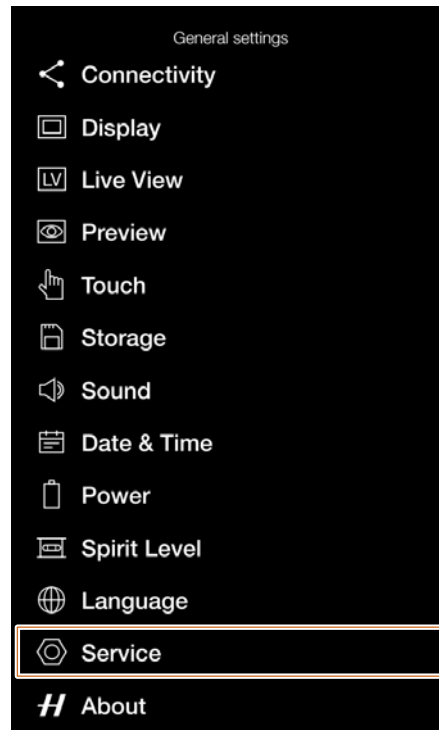 General settings
Connectivity
Display
LV Live View
Preview
Touch
Storage
Sound
Date & Time
Power
Spirit Level
Language
Service
H About